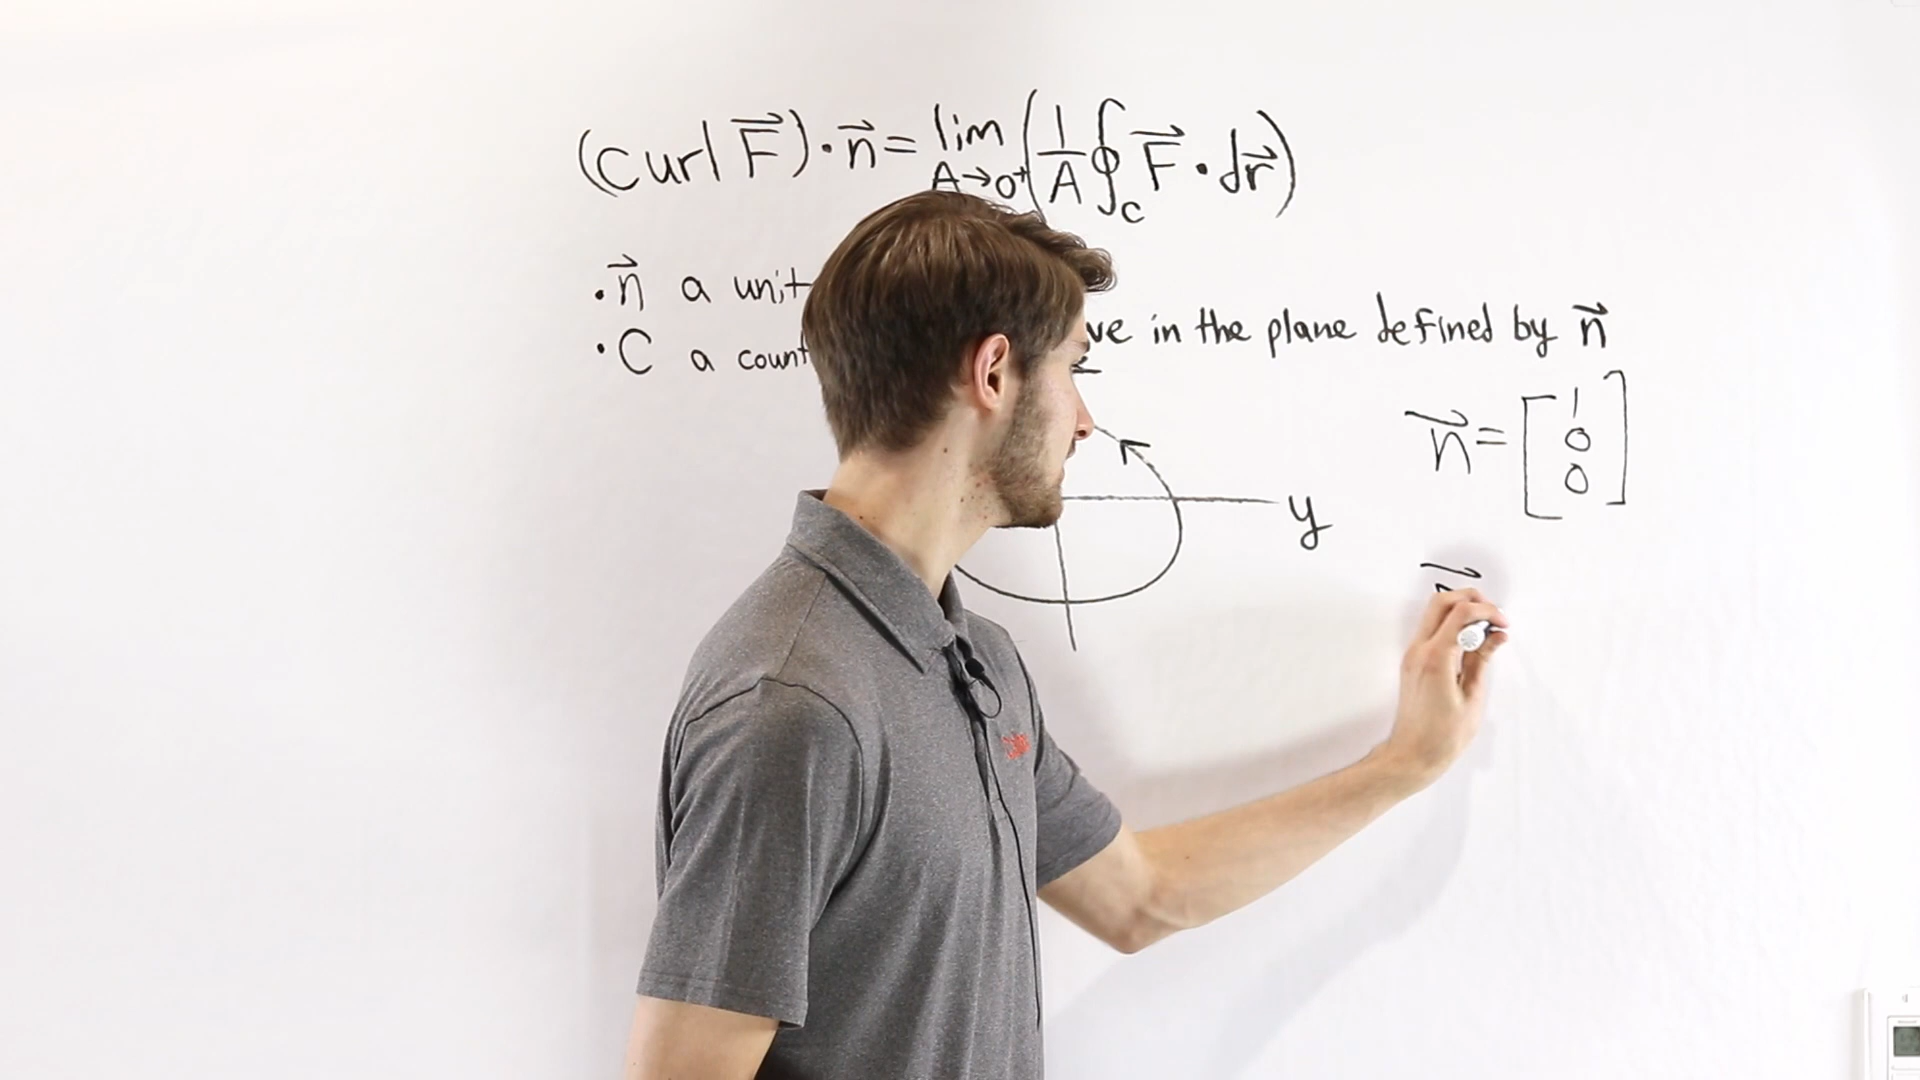 (curl F⃗)·n⃗ = lim A→0⁺ (1/A ∮_C F⃗ · dr⃗)
· n⃗ a unit
· C a count ve in the plane defined by n⃗
n⃗ = [1 0 0]
y